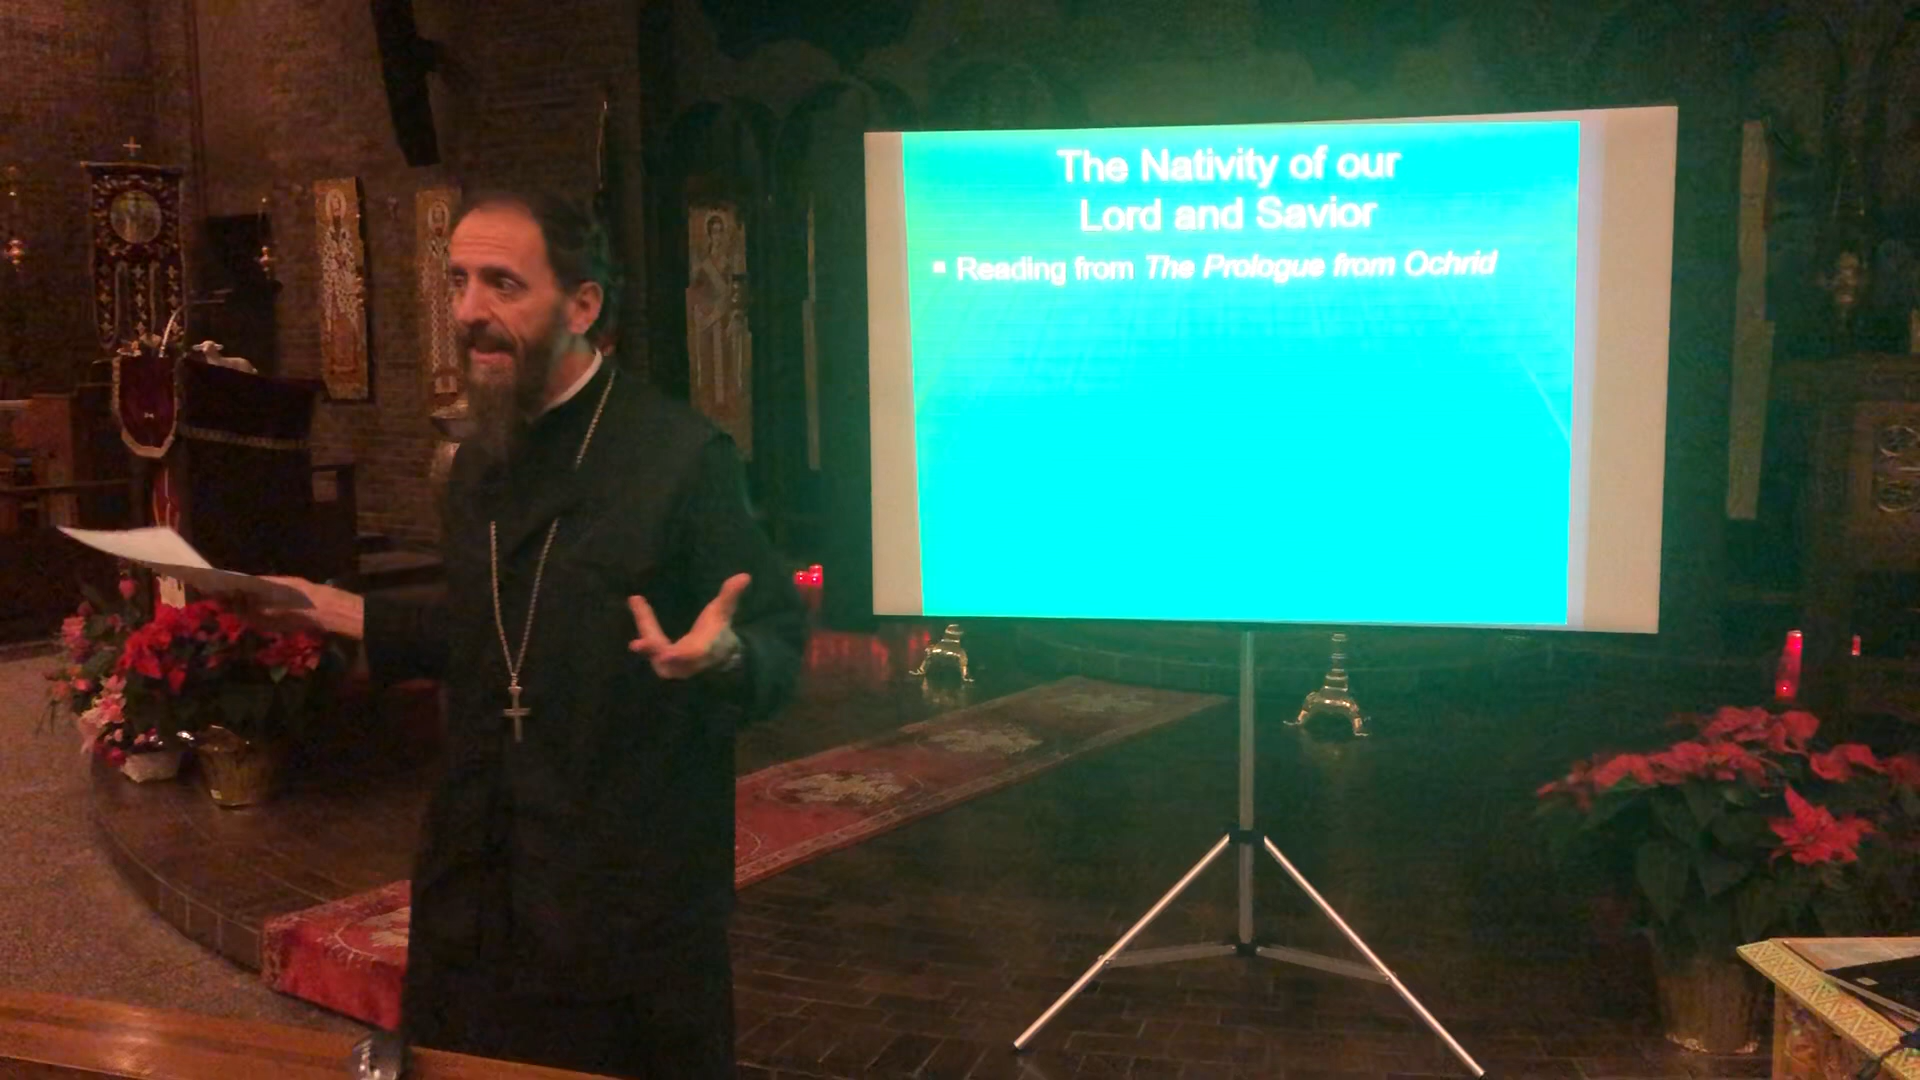 The Nativity of our
Lord and Savior
▪ Reading from The Prologue from Ochrid